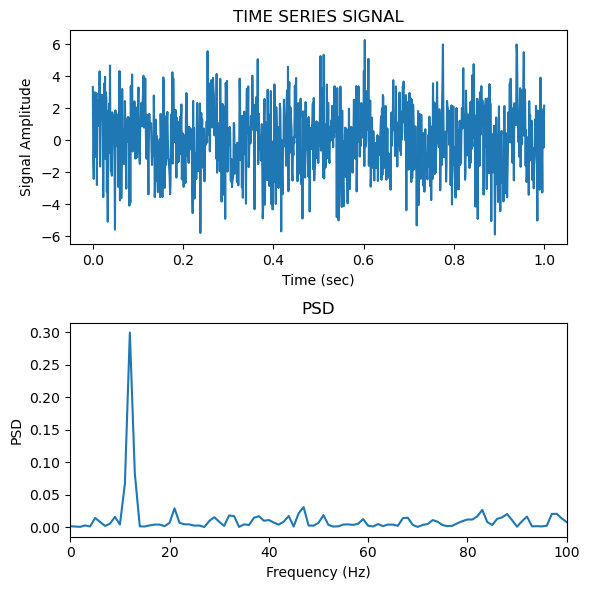 TIME SERIES SIGNAL
6
4
2
0
−2
−4
−6
Signal Amplitude
0.0 0.2 0.4 0.6 0.8 1.0
Time (sec)
PSD
0.30
0.25
0.20
0.15
0.10
0.05
0.00
PSD
0 20 40 60 80 100
Frequency (Hz)